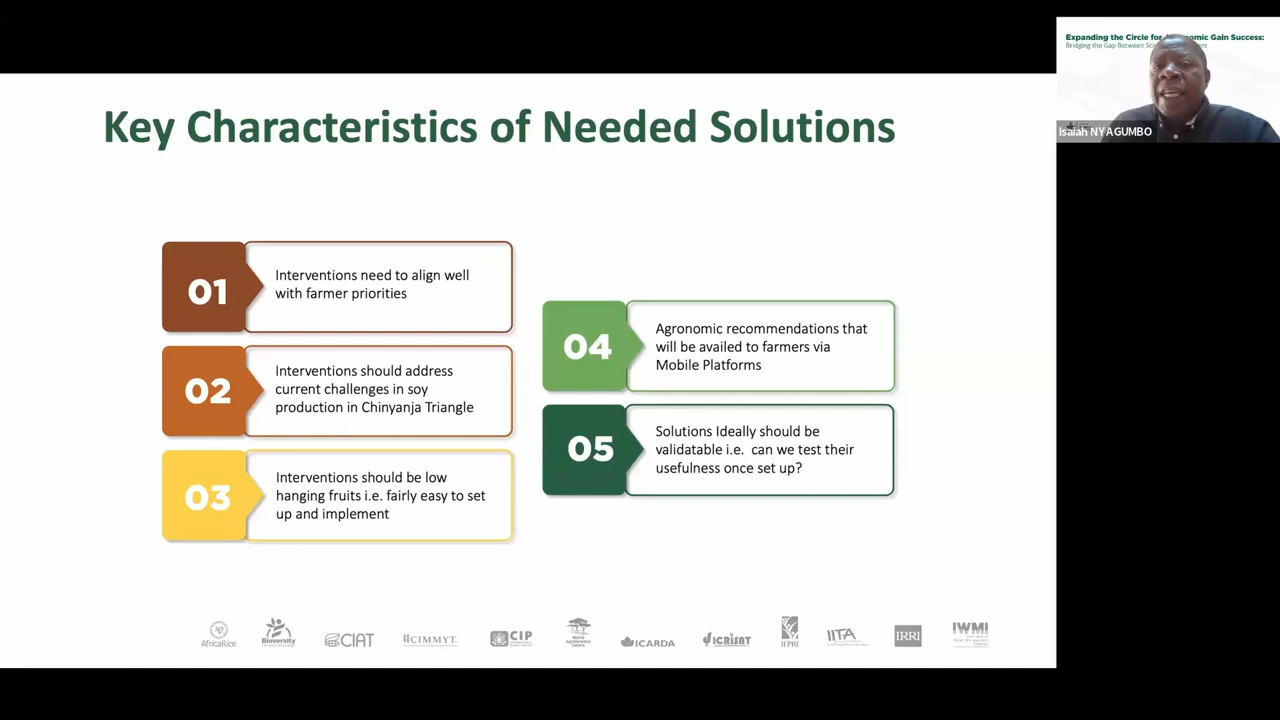 Key Characteristics of Needed Solutions
01
Interventions need to align well
with farmer priorities
02
Interventions should address
current challenges in soy
production in Chinyanja Triangle
03
Interventions should be low
hanging fruits i.e. fairly easy to set
up and implement
04
Agronomic recommendations that
will be availed to farmers via
Mobile Platforms
05
Solutions Ideally should be
validatable i.e. can we test their
usefulness once set up?
AfricaRice
Bioversity
CIAT
CIMMYT
CIP
World
Agroforestry
Centre
ICARDA
ICRISAT
IFPRI
IITA
IRRI
IWMI
Expanding the Circle for
Gain Success:
Bridging the Gap Between
Isaiah NYAGUMBO